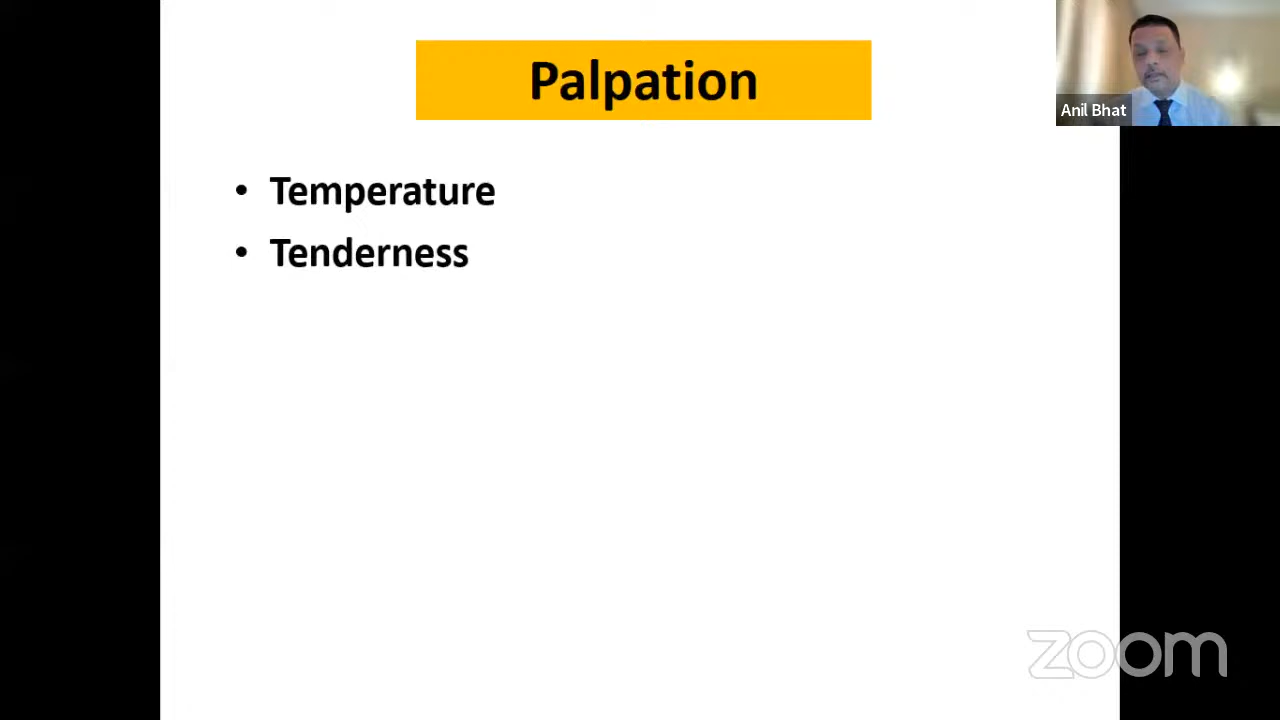 Palpation
Anil Bhat
• Temperature
• Tenderness
zoom